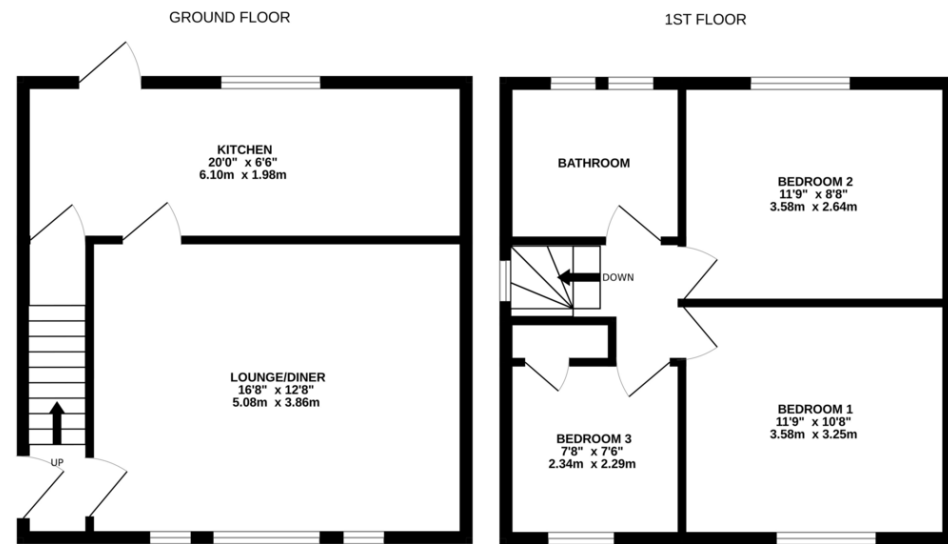 GROUND FLOOR
KITCHEN
20'0" x 6'6"
6.10m x 1.98m
LOUNGE/DINER
16'8" x 12'8"
5.08m x 3.86m
UP
1ST FLOOR
BATHROOM
BEDROOM 2
11'9" x 8'8"
3.58m x 2.64m
DOWN
BEDROOM 1
11'9" x 10'8"
3.58m x 3.25m
BEDROOM 3
7'8" x 7'6"
2.34m x 2.29m